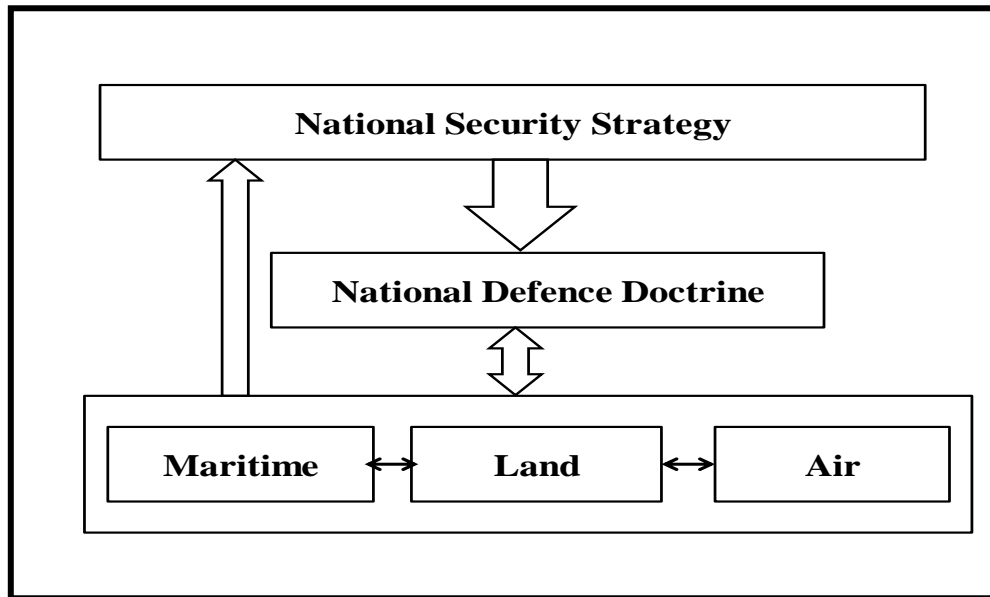 National Security Strategy
National Defence Doctrine
Maritime
Land
Air